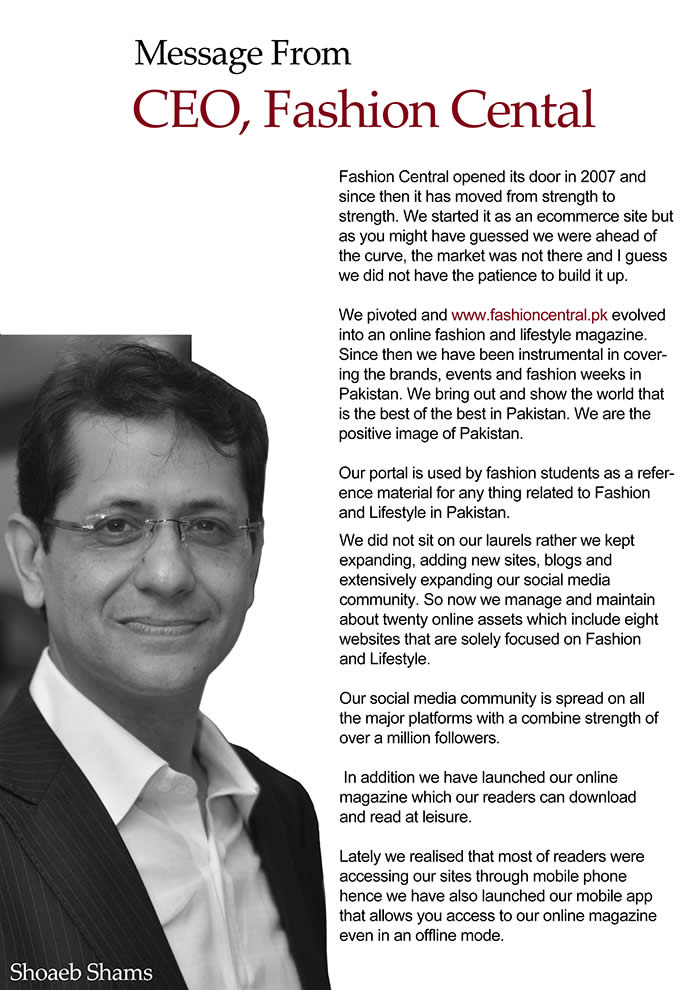 Message From
CEO, Fashion Cental
Fashion Central opened its door in 2007 and
since then it has moved from strength to
strength. We started it as an ecommerce site but
as you might have guessed we were ahead of
the curve, the market was not there and I guess
we did not have the patience to build it up.
We pivoted and www.fashioncentral.pk evolved
into an online fashion and lifestyle magazine.
Since then we have been instrumental in cover-
ing the brands, events and fashion weeks in
Pakistan. We bring out and show the world that
is the best of the best in Pakistan. We are the
positive image of Pakistan.
Our portal is used by fashion students as a refer-
ence material for any thing related to Fashion
and Lifestyle in Pakistan.
We did not sit on our laurels rather we kept
expanding, adding new sites, blogs and
extensively expanding our social media
community. So now we manage and maintain
about twenty online assets which include eight
websites that are solely focused on Fashion
and Lifestyle.
Our social media community is spread on all
the major platforms with a combine strength of
over a million followers.
In addition we have launched our online
magazine which our readers can download
and read at leisure.
Lately we realised that most of readers were
accessing our sites through mobile phone
hence we have also launched our mobile app
that allows you access to our online magazine
even in an offline mode.
Shoaeb Shams